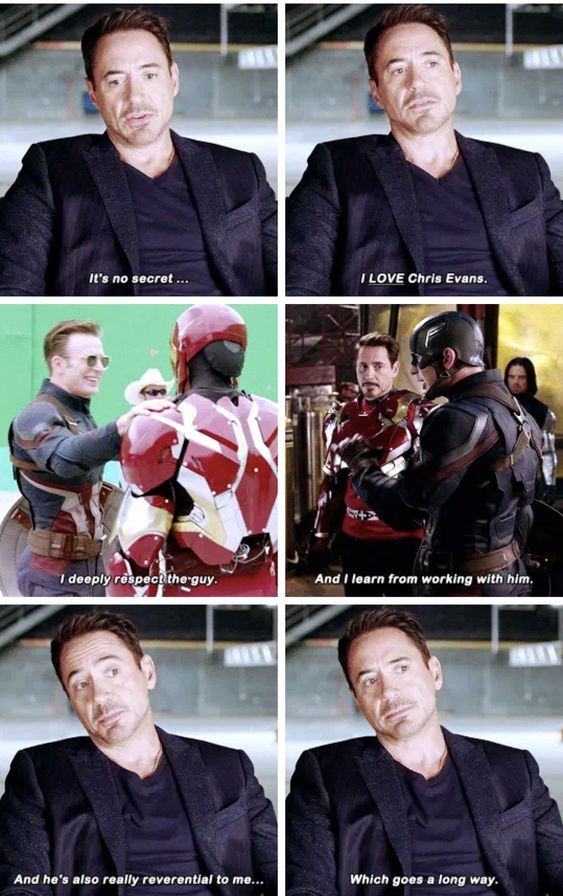 It's no secret ...
I LOVE Chris Evans.
I deeply respect the guy.
And I learn from working with him.
And he's also really reverential to me...
Which goes a long way.